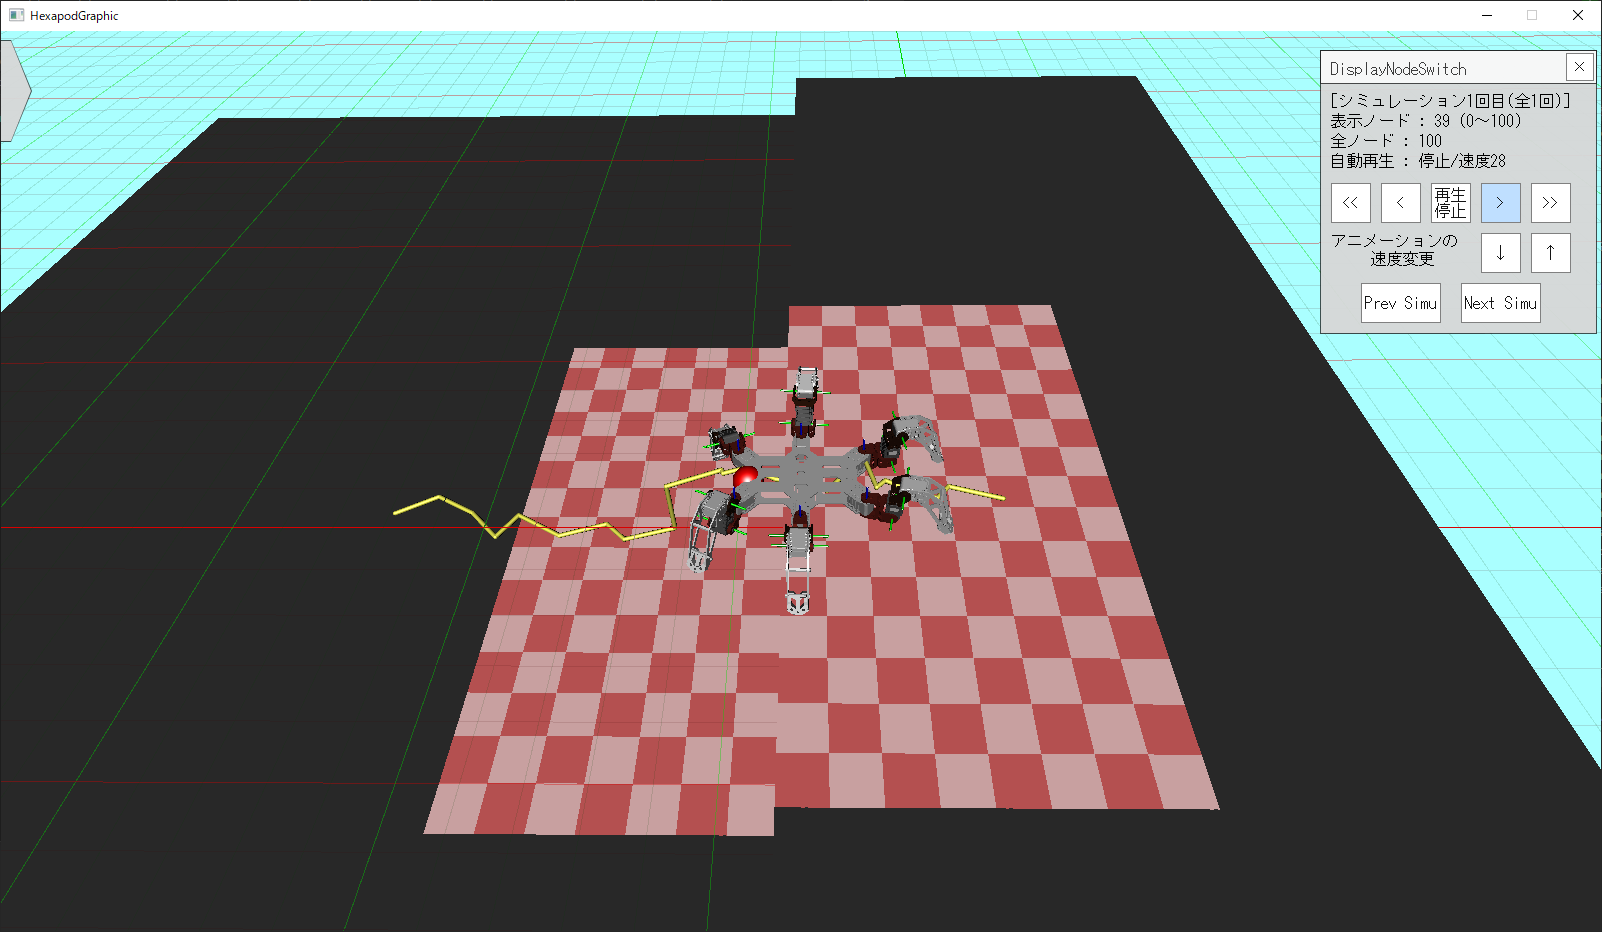 HexapodGraphic
DisplayNodeSwitch
[シミュレーション1回目(全1回)]
表示ノード : 39 (0～100)
全ノード : 100
自動再生 : 停止/速度28
<< < 再生 > >>
停止
アニメーションの ↓ ↑
速度変更
Prev Simu Next Simu